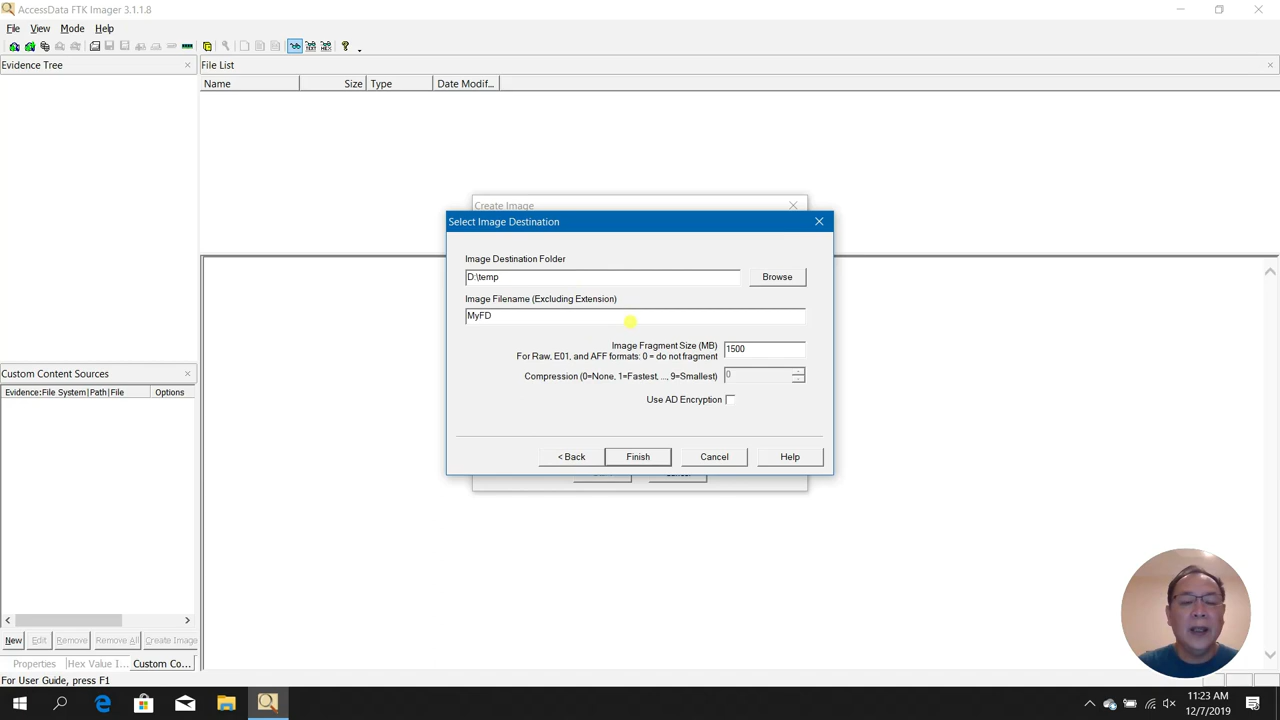 AccessData FTK Imager 3.1.1.8
File View Mode Help
Evidence Tree
File List
Name Size Type Date Modif...
Create Image
Select Image Destination
Image Destination Folder
D:\temp
Browse
Image Filename (Excluding Extension)
MyFD
Image Fragment Size (MB)
1500
For Raw, E01, and AFF formats: 0 = do not fragment
Compression (0=None, 1=Fastest, ..., 9=Smallest)
0
Use AD Encryption
< Back Finish Cancel Help
Custom Content Sources
Evidence:File System|Path|File Options
New Edit Remove Remove All Create Image
Properties Hex Value I... Custom Co...
For User Guide, press F1
11:23 AM
12/7/2019